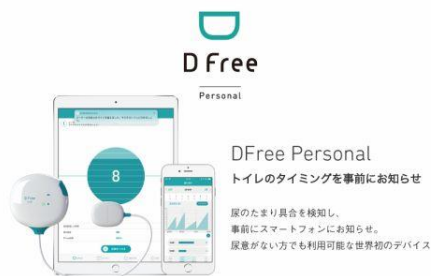 D Free
Personal
D Free
8
DFree Personal
トイレのタイミングを事前にお知らせ
尿のたまり具合を検知し、
事前にスマートフォンにお知らせ。
尿意がない方でも利用可能な世界初のデバイス